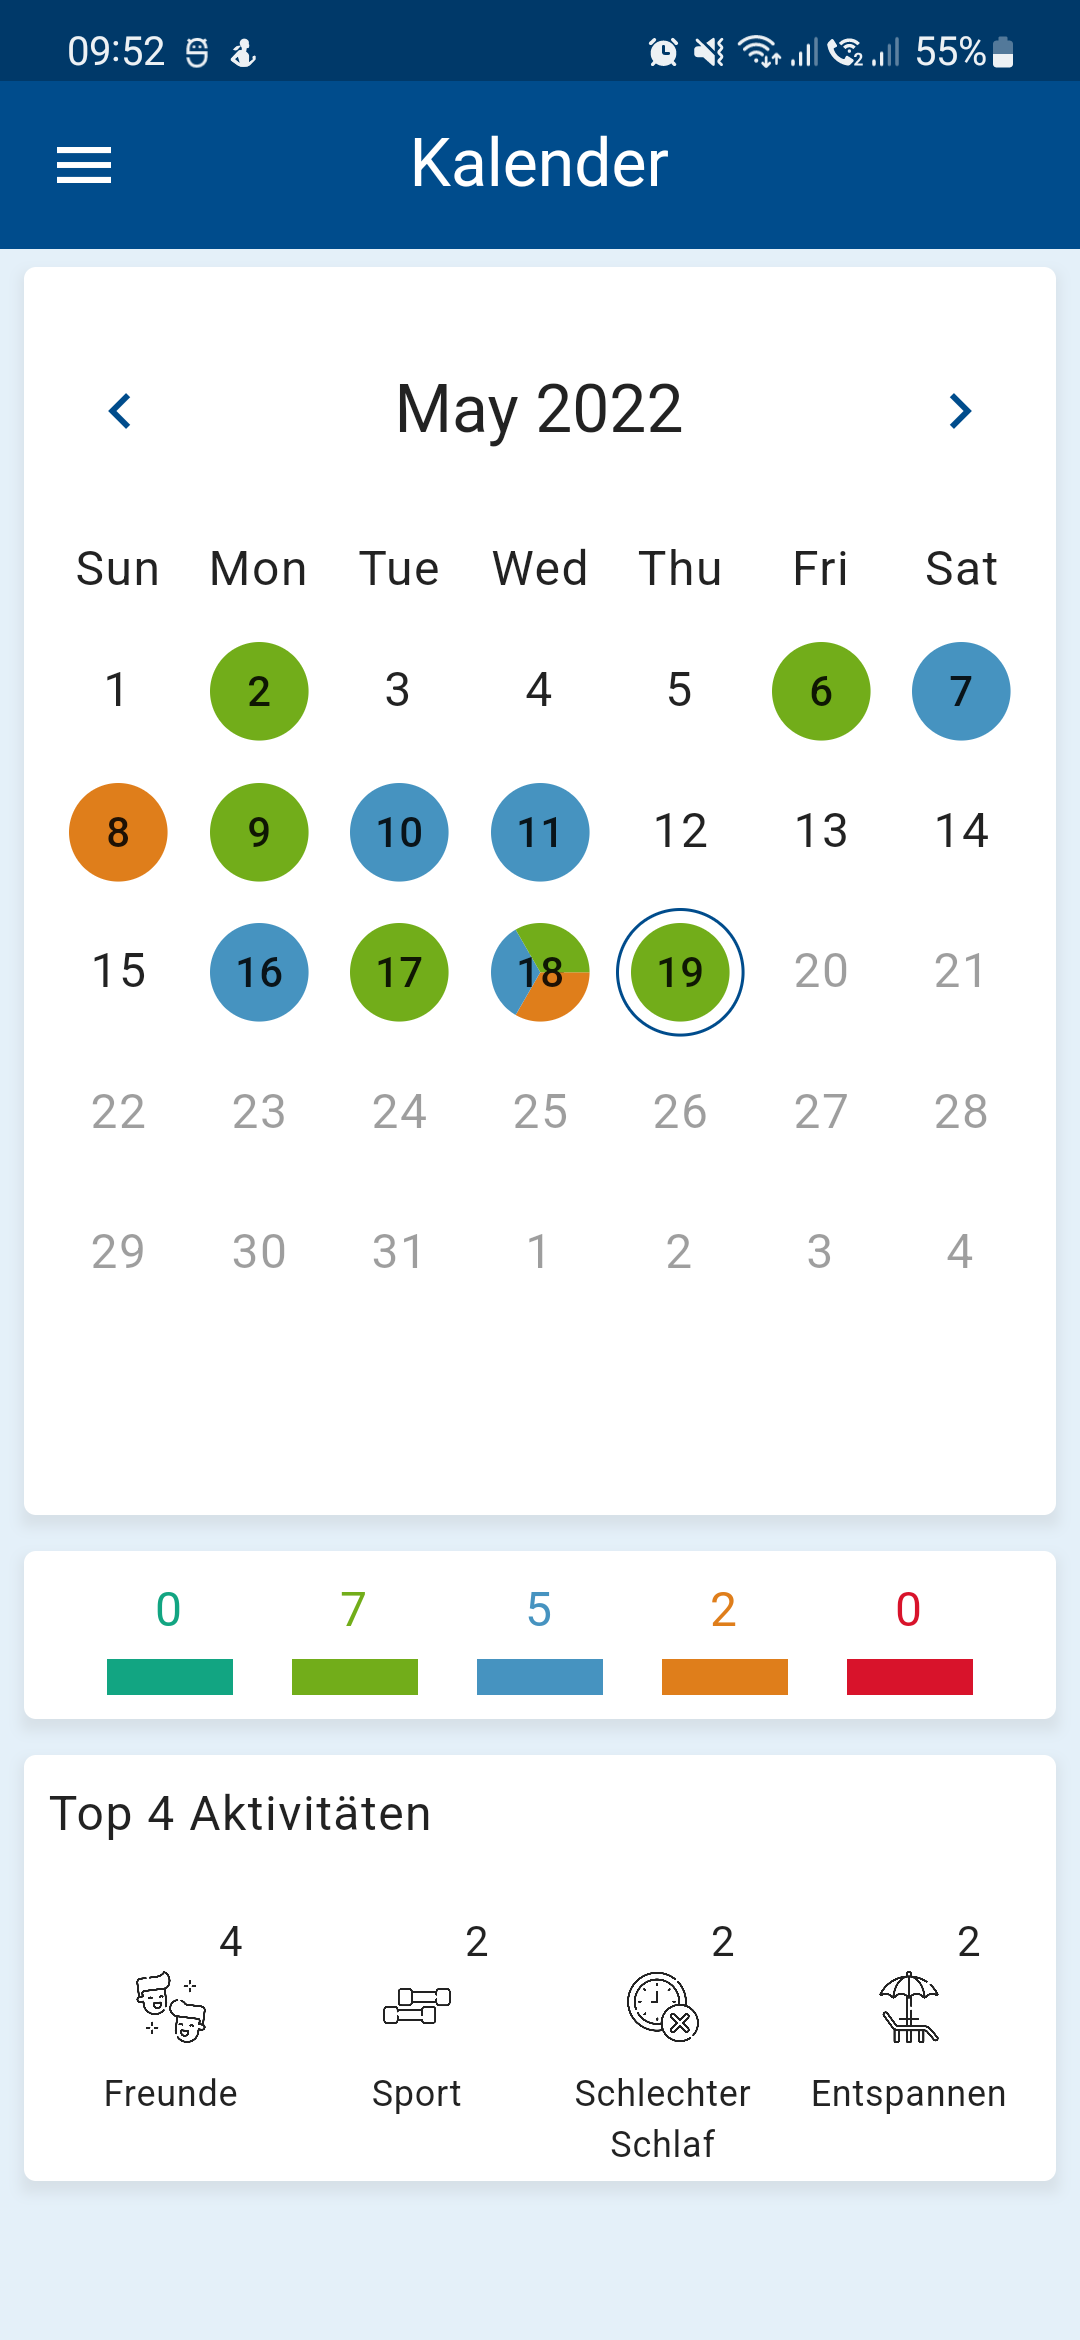 09:52 55%
Kalender
May 2022
Sun Mon Tue Wed Thu Fri Sat
1 2 3 4 5 6 7
8 9 10 11 12 13 14
15 16 17 18 19 20 21
22 23 24 25 26 27 28
29 30 31 1 2 3 4
0 7 5 2 0
Top 4 Aktivitäten
4 2 2 2
Freunde Sport Schlechter Entspannen
Schlaf